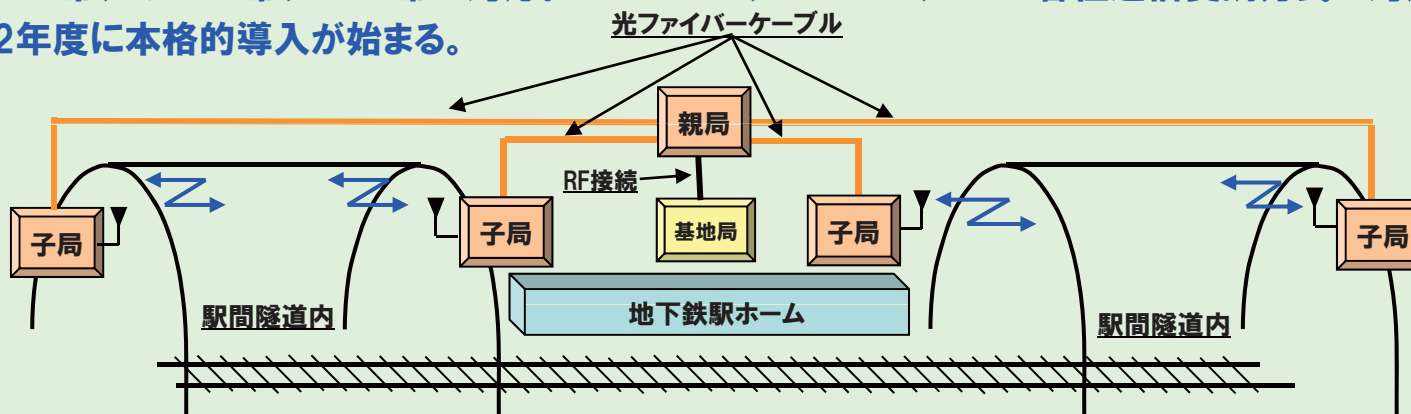 2年度に本格的導入が始まる。
光ファイバーケーブル
親局
RF接続
子局
子局
基地局
子局
子局
駅間隧道内
地下鉄駅ホーム
駅間隧道内